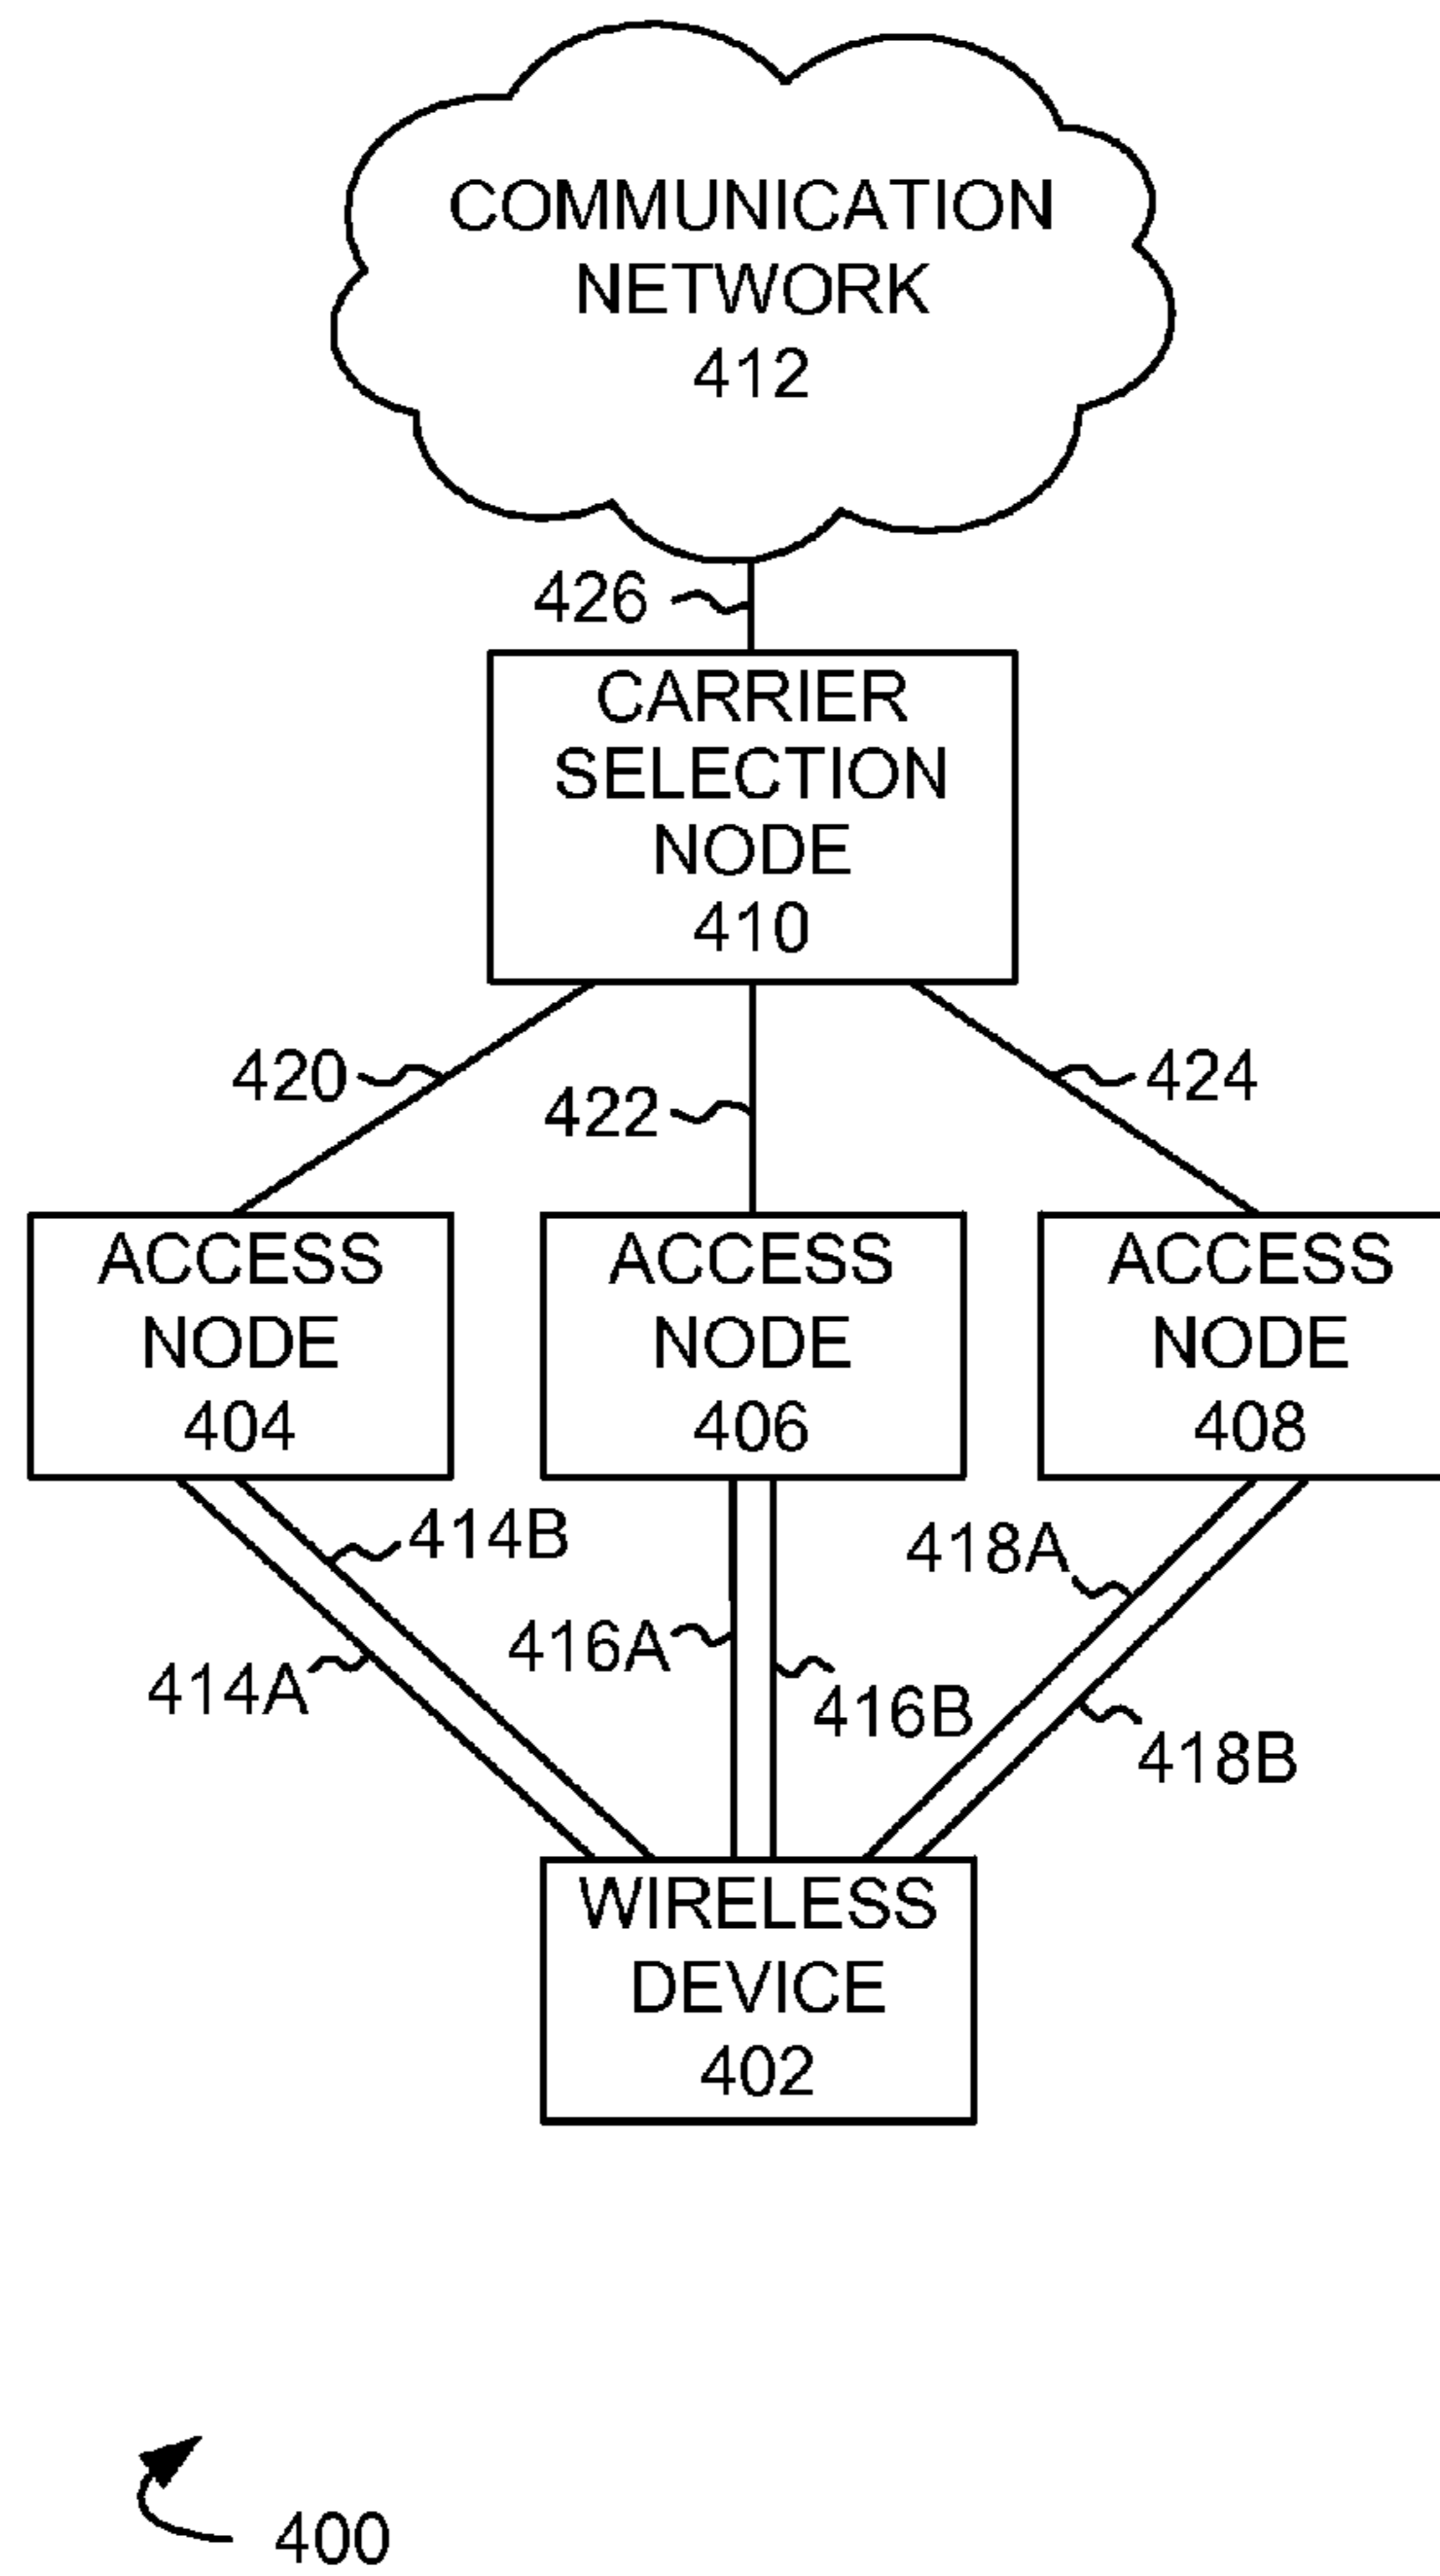 COMMUNICATION
NETWORK
412
426
CARRIER
SELECTION
NODE
410
420
422
424
ACCESS
NODE
404
ACCESS
NODE
406
ACCESS
NODE
408
414B
418A
416A
414A
416B
418B
WIRELESS
DEVICE
402
400